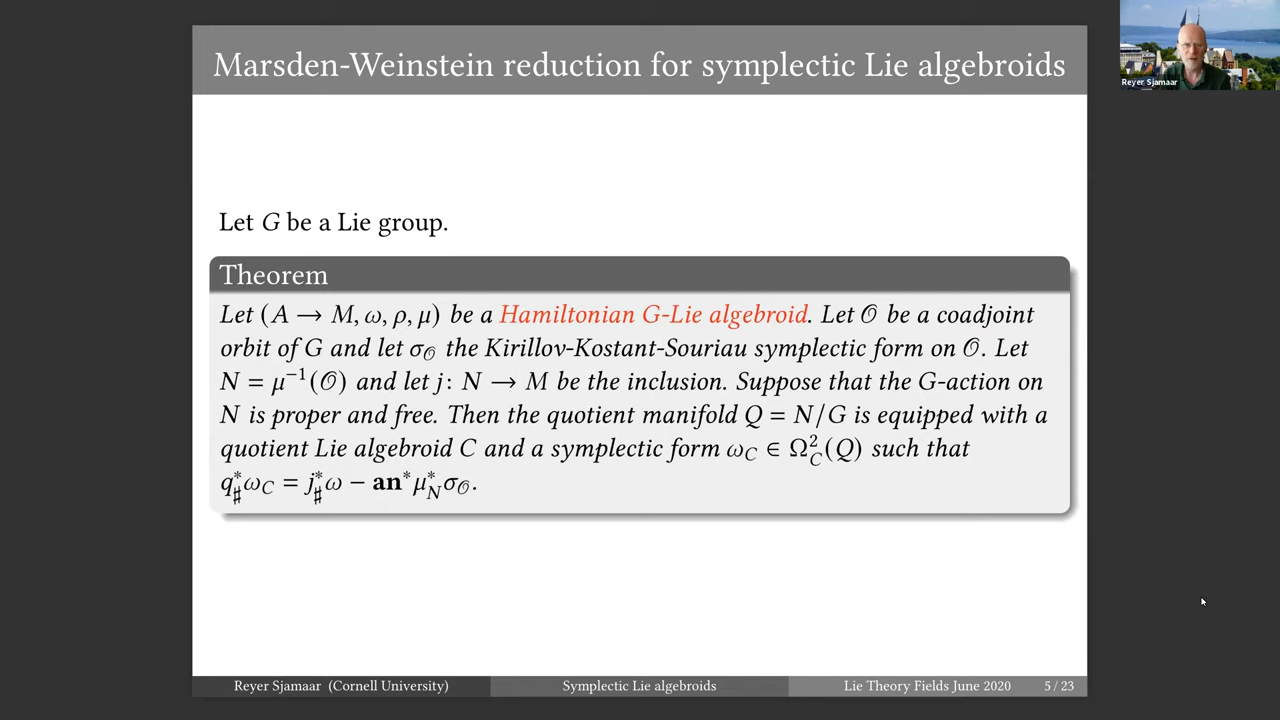 Marsden-Weinstein reduction for symplectic Lie algebroids
Reyer Sjamaar
Let G be a Lie group.
Theorem
Let (A → M, ω, ρ, μ) be a Hamiltonian G-Lie algebroid. Let 𝒪 be a coadjoint
orbit of G and let σ_𝒪 the Kirillov-Kostant-Souriau symplectic form on 𝒪. Let
N = μ⁻¹(𝒪) and let j: N → M be the inclusion. Suppose that the G-action on
N is proper and free. Then the quotient manifold Q = N/G is equipped with a
quotient Lie algebroid C and a symplectic form ω_C ∈ Ω²_C(Q) such that
q*_♯ω_C = j*_♯ω − an*μ*_Nσ_𝒪.
Reyer Sjamaar (Cornell University)
Symplectic Lie algebroids
Lie Theory Fields June 2020
5 / 23